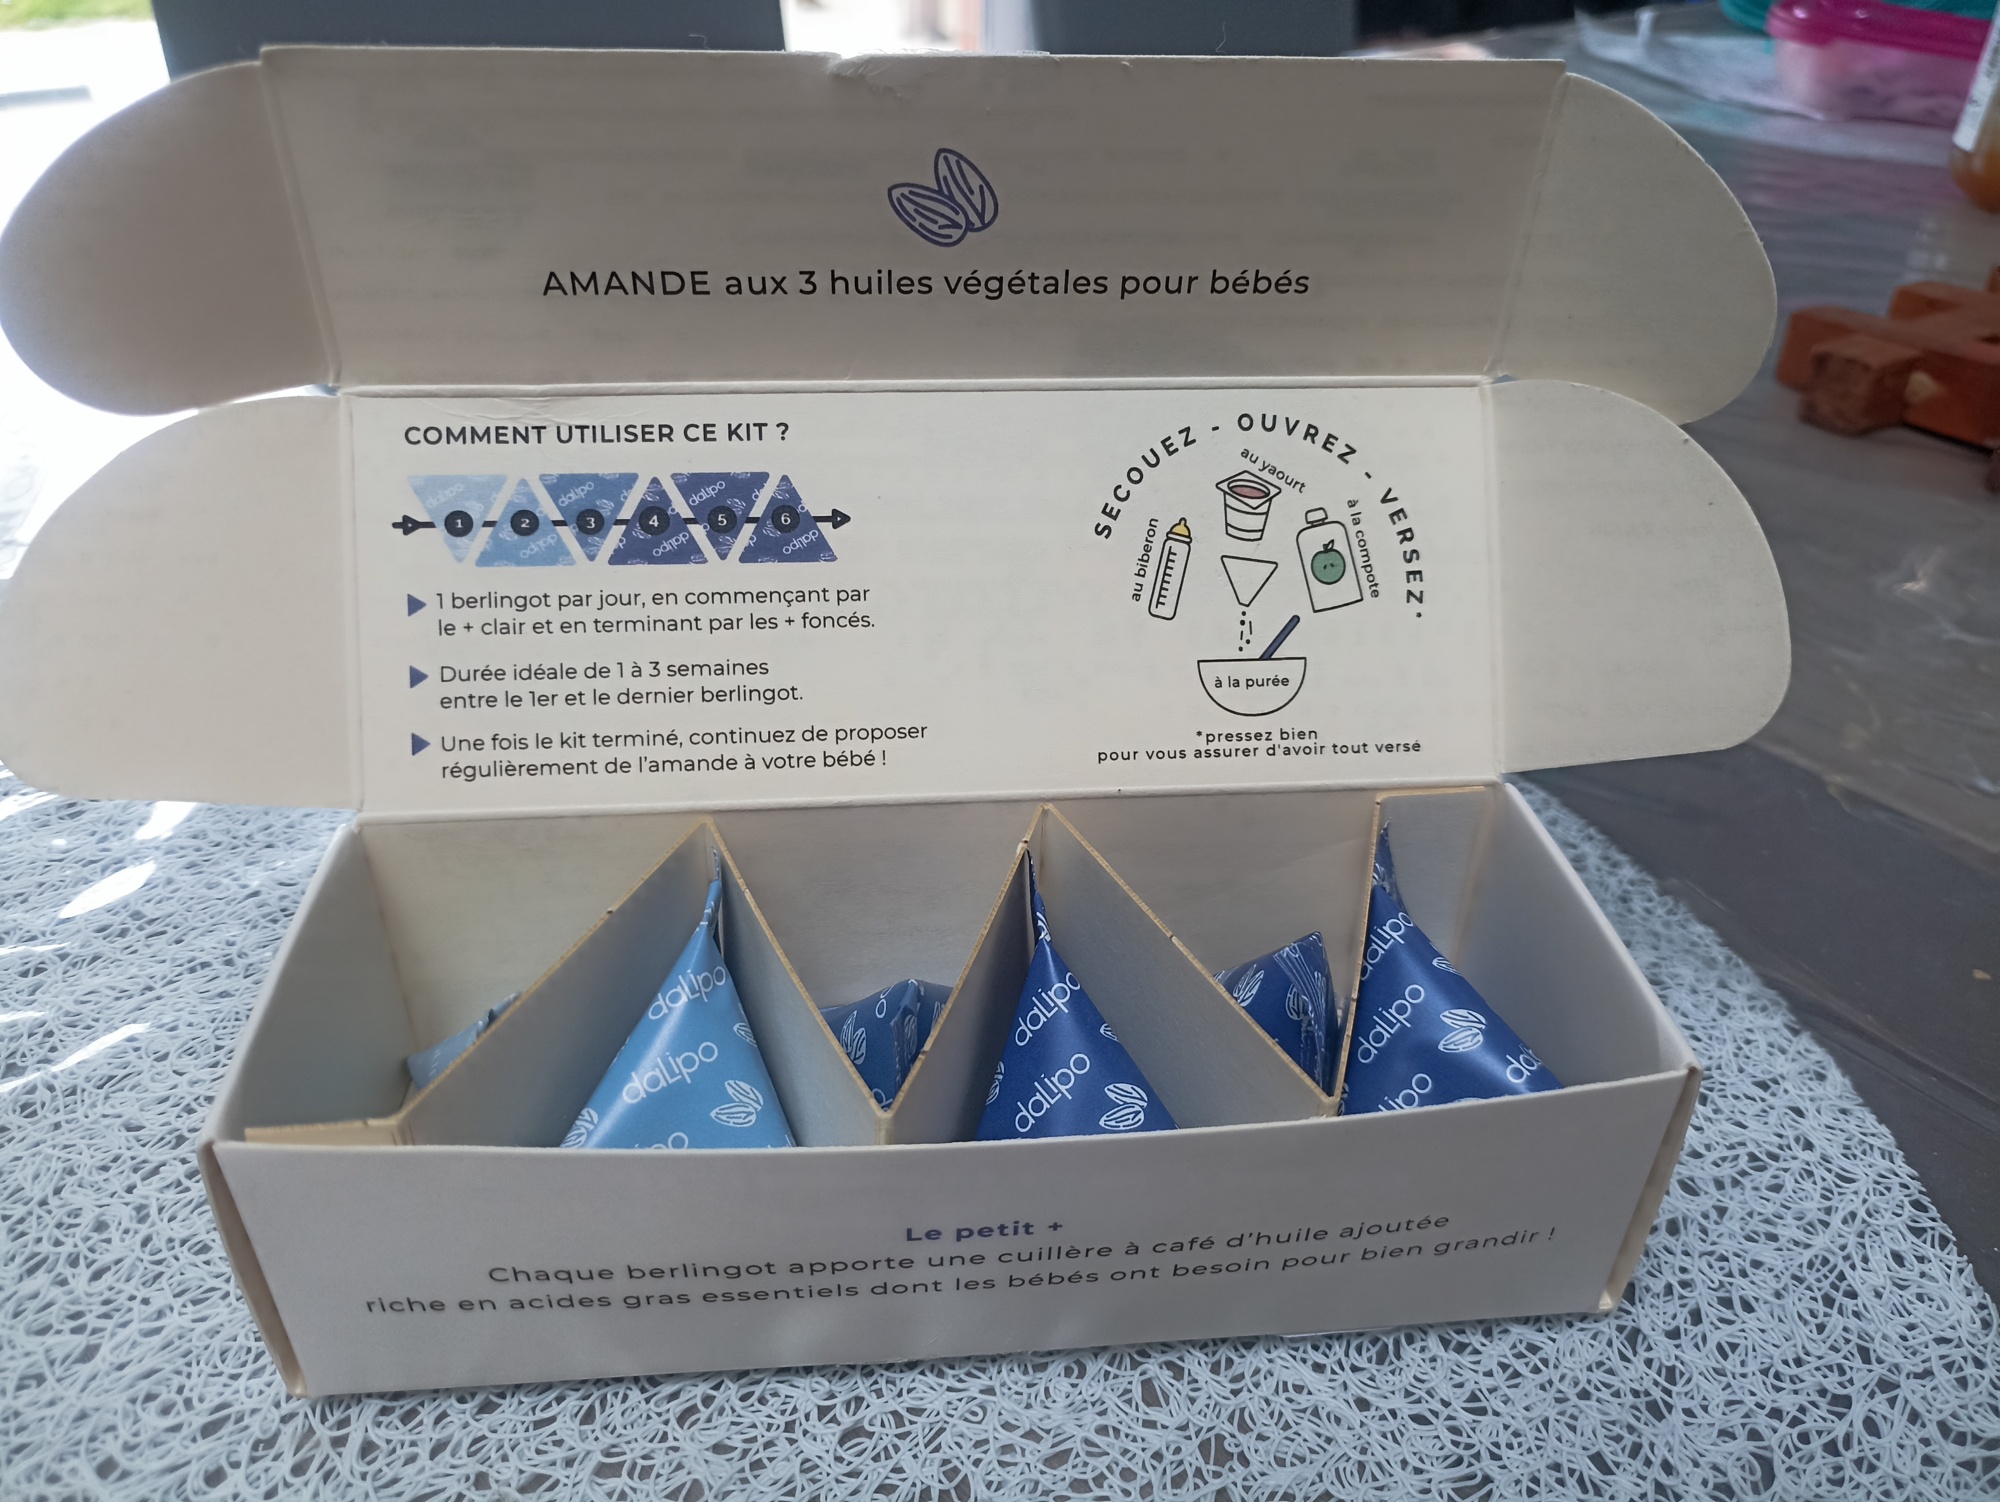 AMANDE aux 3 huiles végétales pour bébés
COMMENT UTILISER CE KIT ?
1 2 3 4 5 6
1 berlingot par jour, en commençant par
le + clair et en terminant par les + foncés.
Durée idéale de 1 à 3 semaines
entre le 1er et le dernier berlingot.
Une fois le kit terminé, continuez de proposer
régulièrement de l'amande à votre bébé !
SECOUEZ - OUVREZ - VERSEZ*
au biberon
au yaourt
à la compote
à la purée
*pressez bien
pour vous assurer d'avoir tout versé
daLipo
daLipo
daLipo
daLipo
daLipo
daLipo
Le petit +
Chaque berlingot apporte une cuillère à café d'huile ajoutée
riche en acides gras essentiels dont les bébés ont besoin pour bien grandir !